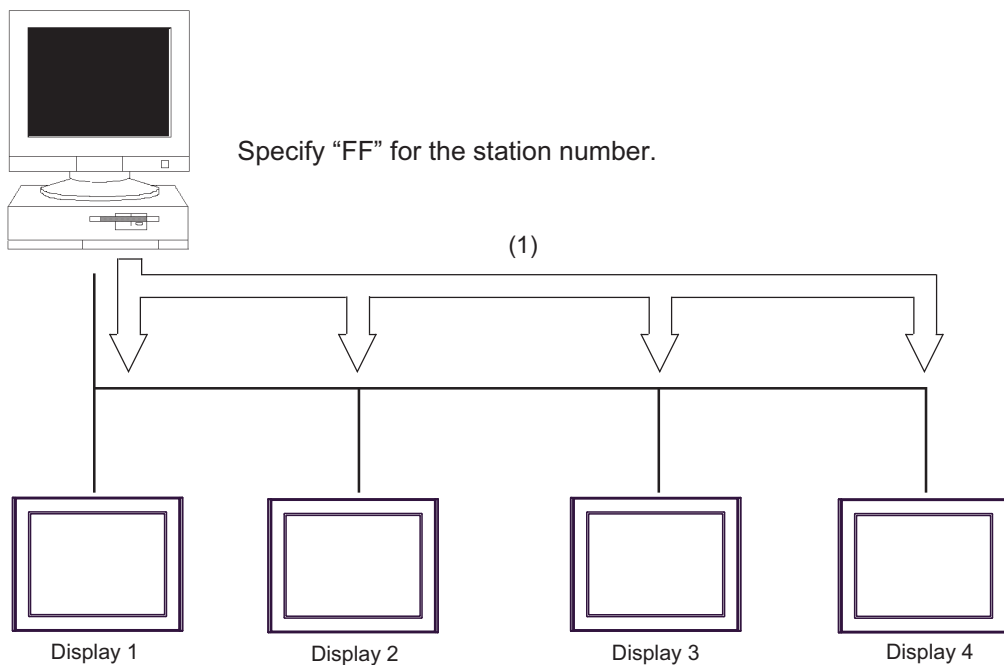 Specify “FF” for the station number.
(1)
Display 1
Display 2
Display 3
Display 4